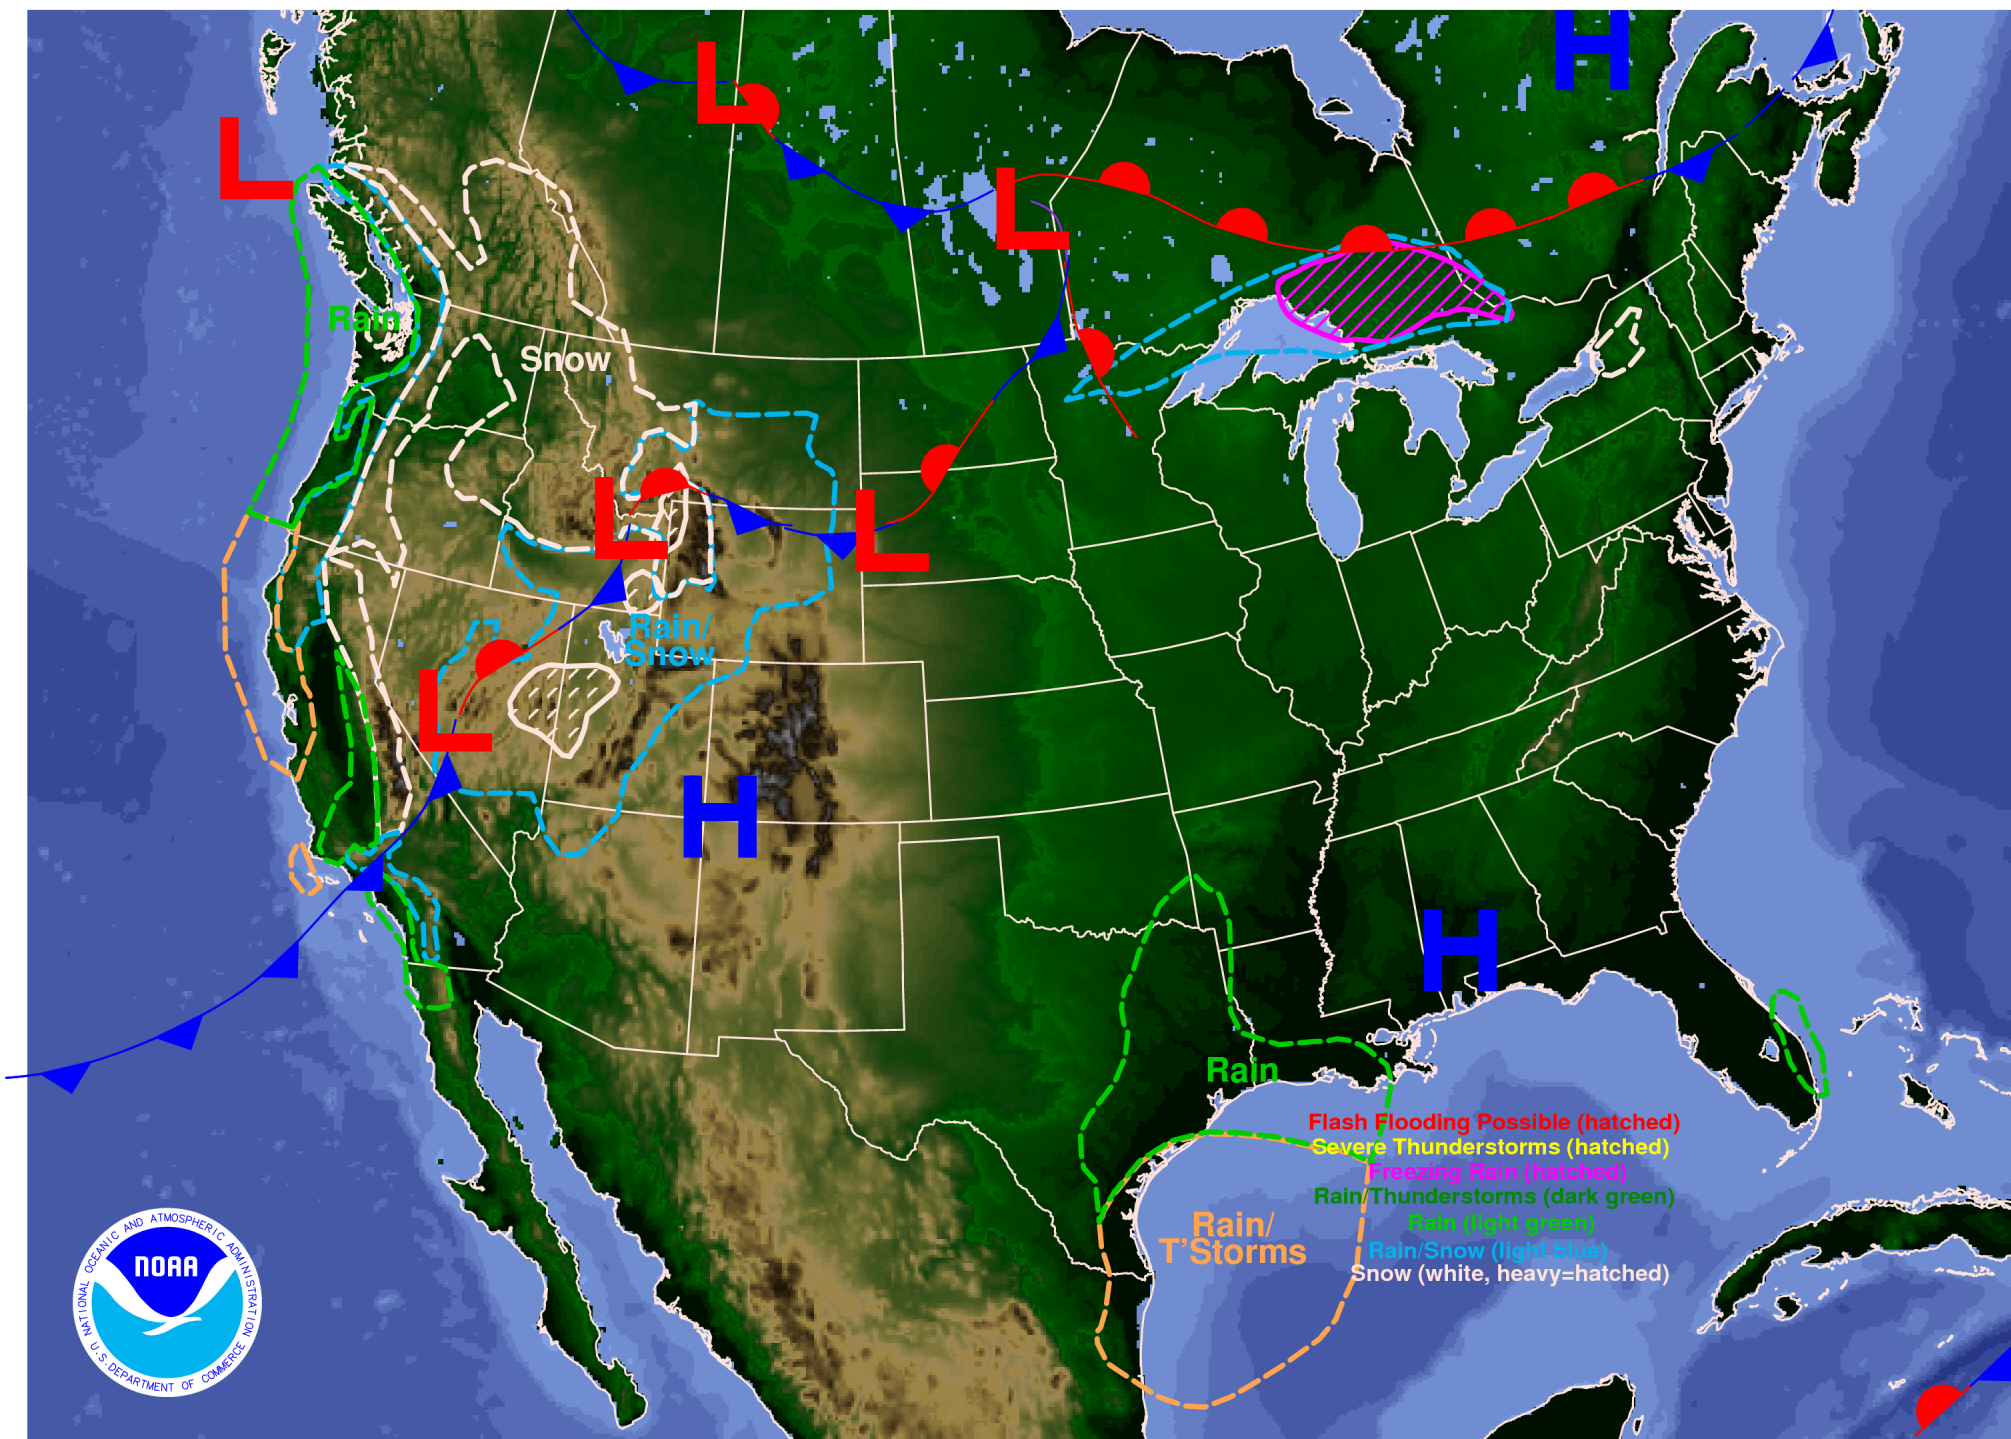 H
L
L
L
Rain
Snow
L
L
Rain/
Snow
L
H
H
Rain
Flash Flooding Possible (hatched)
Severe Thunderstorms (hatched)
Freezing Rain (hatched)
Rain/Thunderstorms (dark green)
Rain (light green)
Rain/Snow (light blue)
Snow (white, heavy=hatched)
Rain/
T'Storms
NATIONAL OCEANIC AND ATMOSPHERIC ADMINISTRATION
NOAA
U.S. DEPARTMENT OF COMMERCE